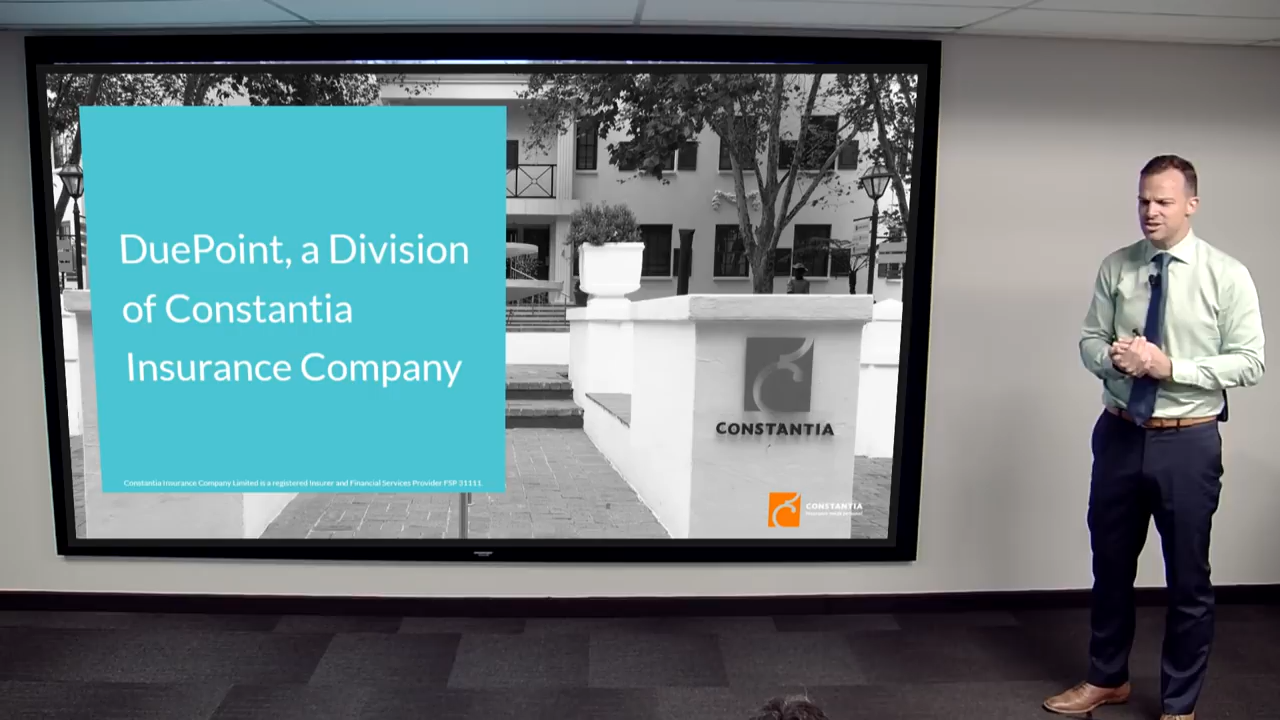 DuePoint, a Division
of Constantia
Insurance Company
Constantia Insurance Company Limited is a registered Insurer and Financial Services Provider FSP 31111.
CONSTANTIA
CONSTANTIA